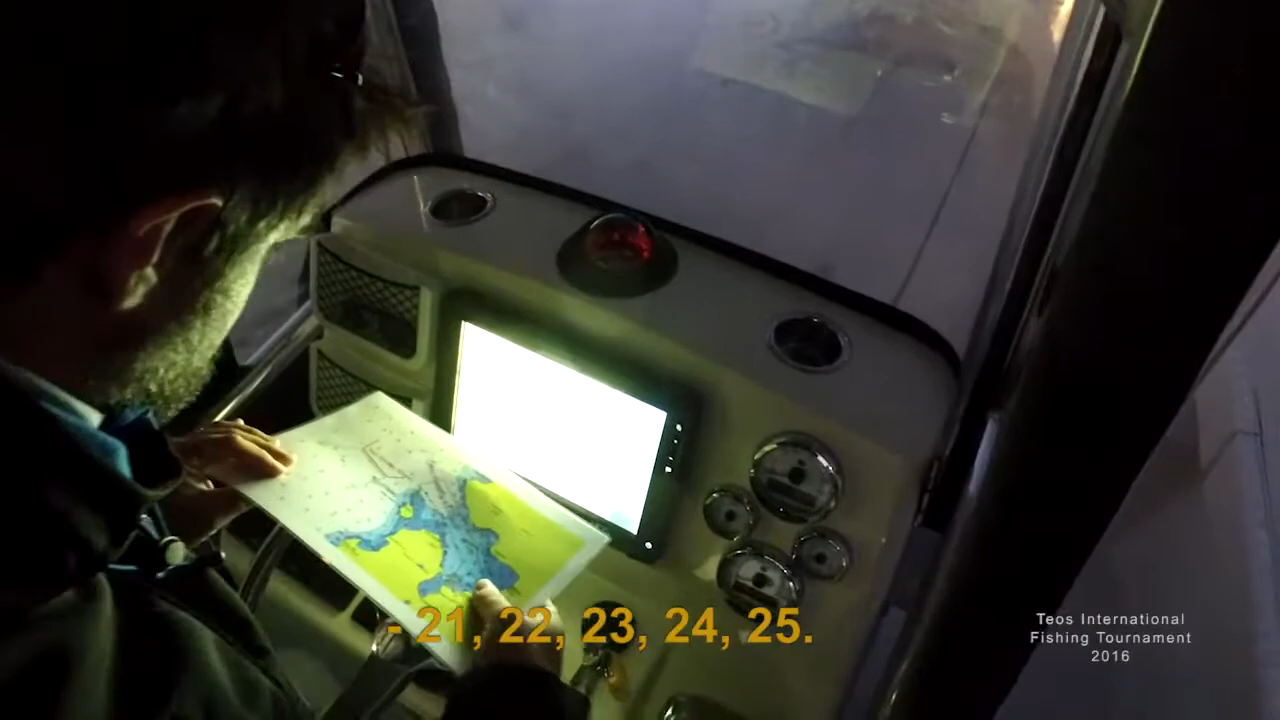 - 21, 22, 23, 24, 25.
Teos International
Fishing Tournament
2016